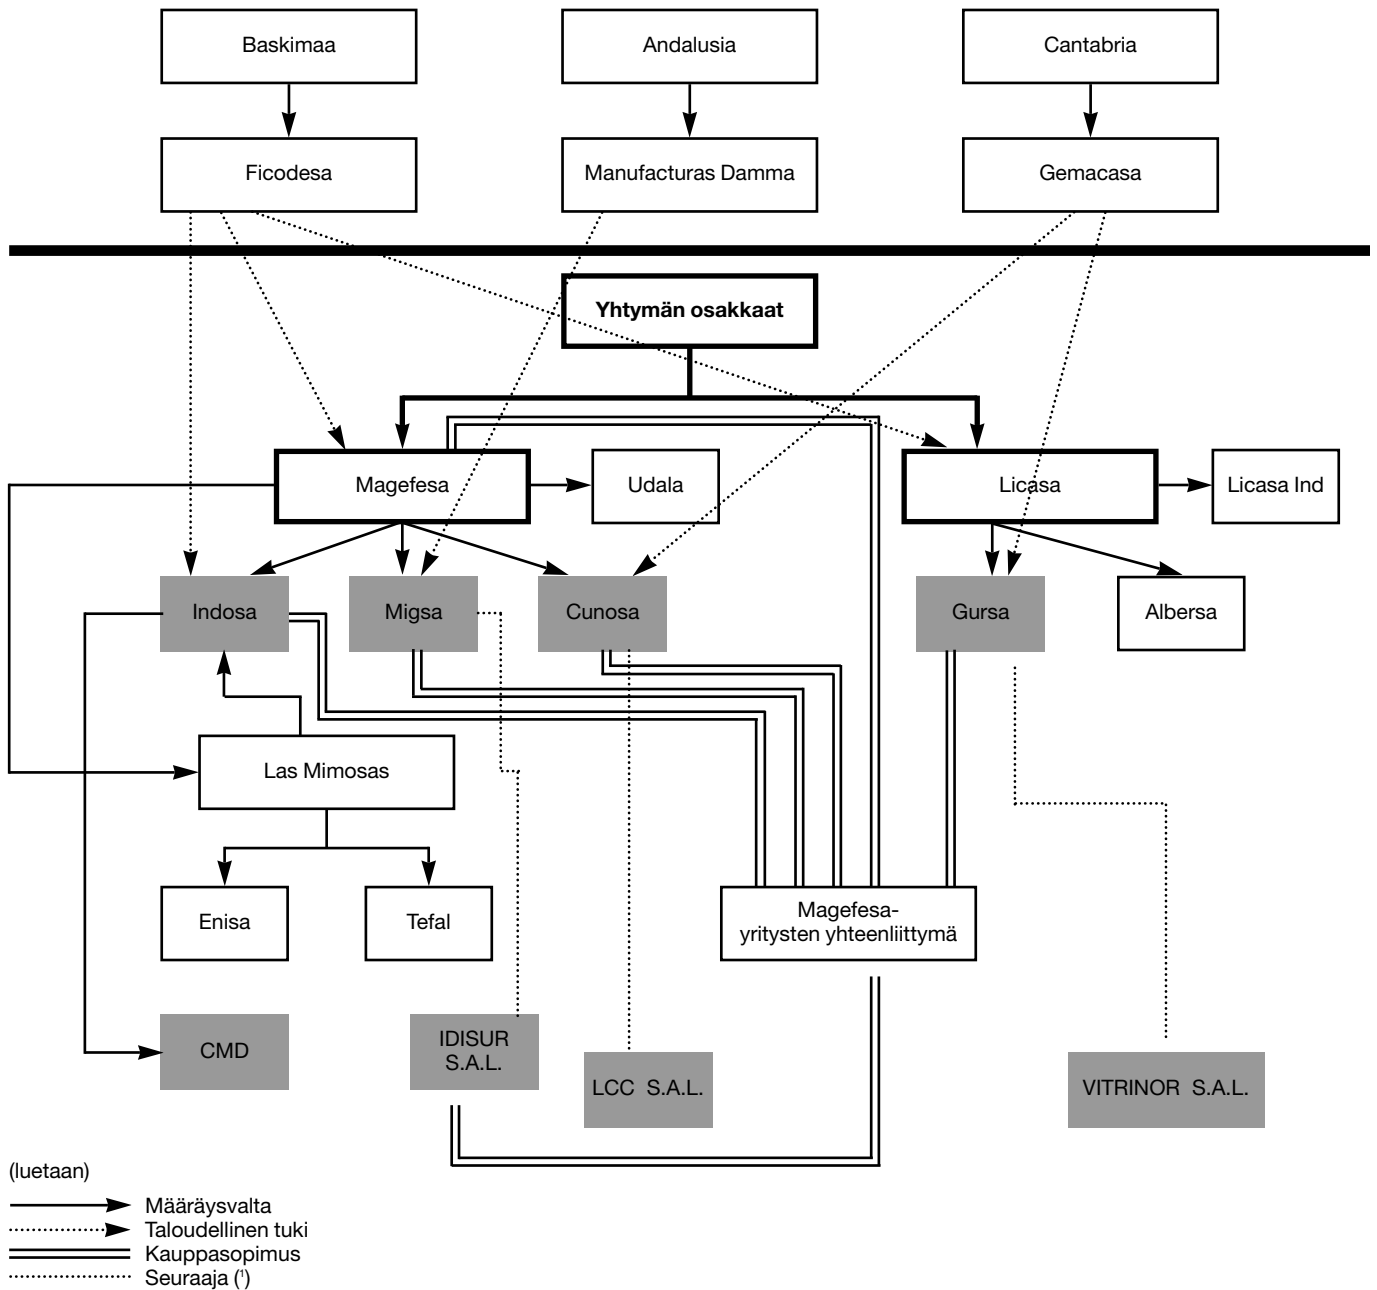 Baskimaa
Andalusia
Cantabria
Ficodesa
Manufacturas Damma
Gemacasa
Yhtymän osakkaat
Magefesa
Udala
Licasa
Licasa Ind
Indosa
Migsa
Cunosa
Gursa
Albersa
Las Mimosas
Enisa
Tefal
Magefesa-
yritysten yhteenliittymä
CMD
IDISUR
S.A.L.
LCC S.A.L.
VITRINOR S.A.L.
(luetaan)
Määräysvalta
Taloudellinen tuki
Kauppasopimus
Seuraaja (¹)